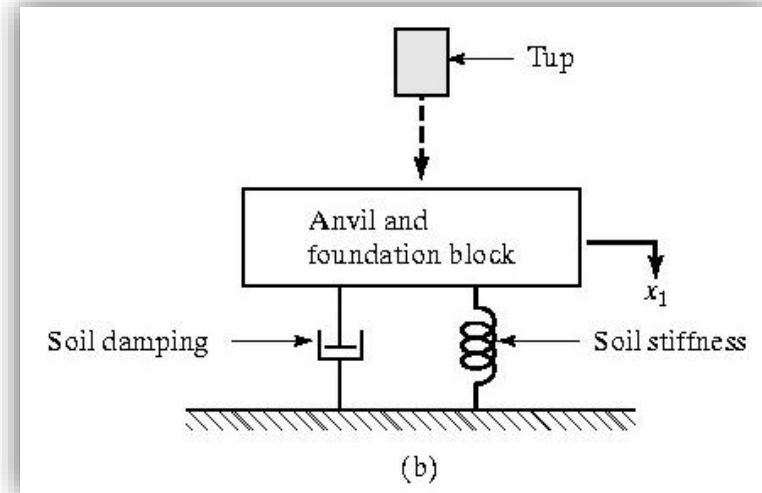 Tup
Anvil and
foundation block
x₁
Soil damping
Soil stiffness
(b)